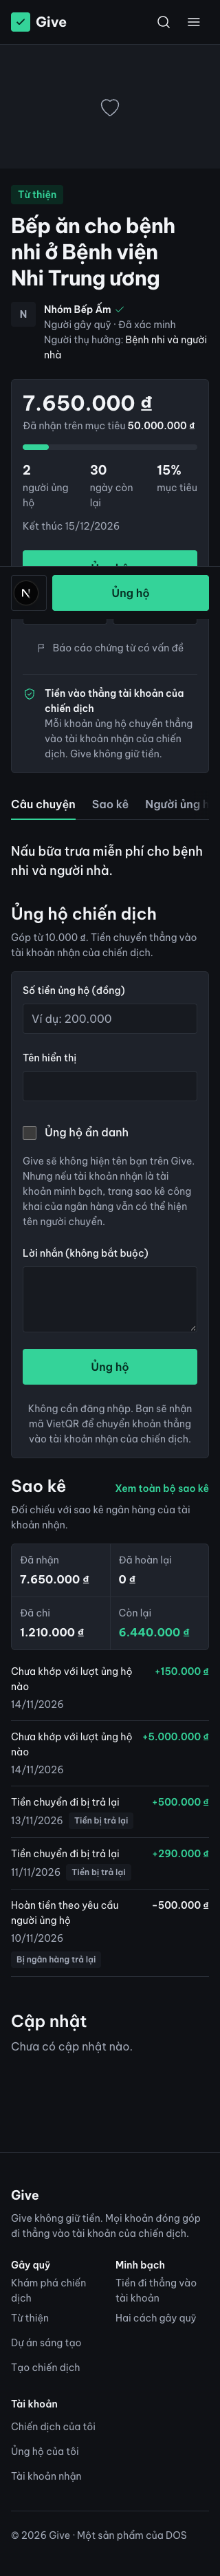 Give
Từ thiện
Bếp ăn cho bệnh
nhi ở Bệnh viện
Nhi Trung ương
N
Nhóm Bếp Ấm
Người gây quỹ · Đã xác minh
Người thụ hưởng: Bệnh nhi và người
nhà
7.650.000 ₫
Đã nhận trên mục tiêu 50.000.000 ₫
2
người ủng
hộ
30
ngày còn
lại
15%
mục tiêu
Kết thúc 15/12/2026
N
Ủng hộ
Báo cáo chứng từ có vấn đề
Tiền vào thẳng tài khoản của
chiến dịch
Mỗi khoản ủng hộ chuyển thẳng
vào tài khoản nhận của chiến
dịch. Give không giữ tiền.
Câu chuyện
Sao kê
Người ủng h
Nấu bữa trưa miễn phí cho bệnh
nhi và người nhà.
Ủng hộ chiến dịch
Góp từ 10.000 ₫. Tiền chuyển thẳng vào
tài khoản nhận của chiến dịch.
Số tiền ủng hộ (đồng)
Ví dụ: 200.000
Tên hiển thị
Ủng hộ ẩn danh
Give sẽ không hiện tên bạn trên Give.
Nhưng nếu tài khoản nhận là tài
khoản minh bạch, trang sao kê công
khai của ngân hàng vẫn có thể hiện
tên người chuyển.
Lời nhắn (không bắt buộc)
Ủng hộ
Không cần đăng nhập. Bạn sẽ nhận
mã VietQR để chuyển khoản thẳng
vào tài khoản nhận của chiến dịch.
Sao kê
Xem toàn bộ sao kê
Đối chiếu với sao kê ngân hàng của tài
khoản nhận.
Đã nhận
7.650.000 ₫
Đã hoàn lại
0 ₫
Đã chi
1.210.000 ₫
Còn lại
6.440.000 ₫
Chưa khớp với lượt ủng hộ
nào
+150.000 ₫
14/11/2026
Chưa khớp với lượt ủng hộ
nào
+5.000.000 ₫
14/11/2026
Tiền chuyển đi bị trả lại
+500.000 ₫
13/11/2026
Tiền bị trả lại
Tiền chuyển đi bị trả lại
+290.000 ₫
11/11/2026
Tiền bị trả lại
Hoàn tiền theo yêu cầu
người ủng hộ
−500.000 ₫
10/11/2026
Bị ngân hàng trả lại
Cập nhật
Chưa có cập nhật nào.
Give
Give không giữ tiền. Mọi khoản đóng góp
đi thẳng vào tài khoản của chiến dịch.
Gây quỹ
Khám phá chiến
dịch
Từ thiện
Dự án sáng tạo
Tạo chiến dịch
Minh bạch
Tiền đi thẳng vào
tài khoản
Hai cách gây quỹ
Tài khoản
Chiến dịch của tôi
Ủng hộ của tôi
Tài khoản nhận
© 2026 Give · Một sản phẩm của DOS